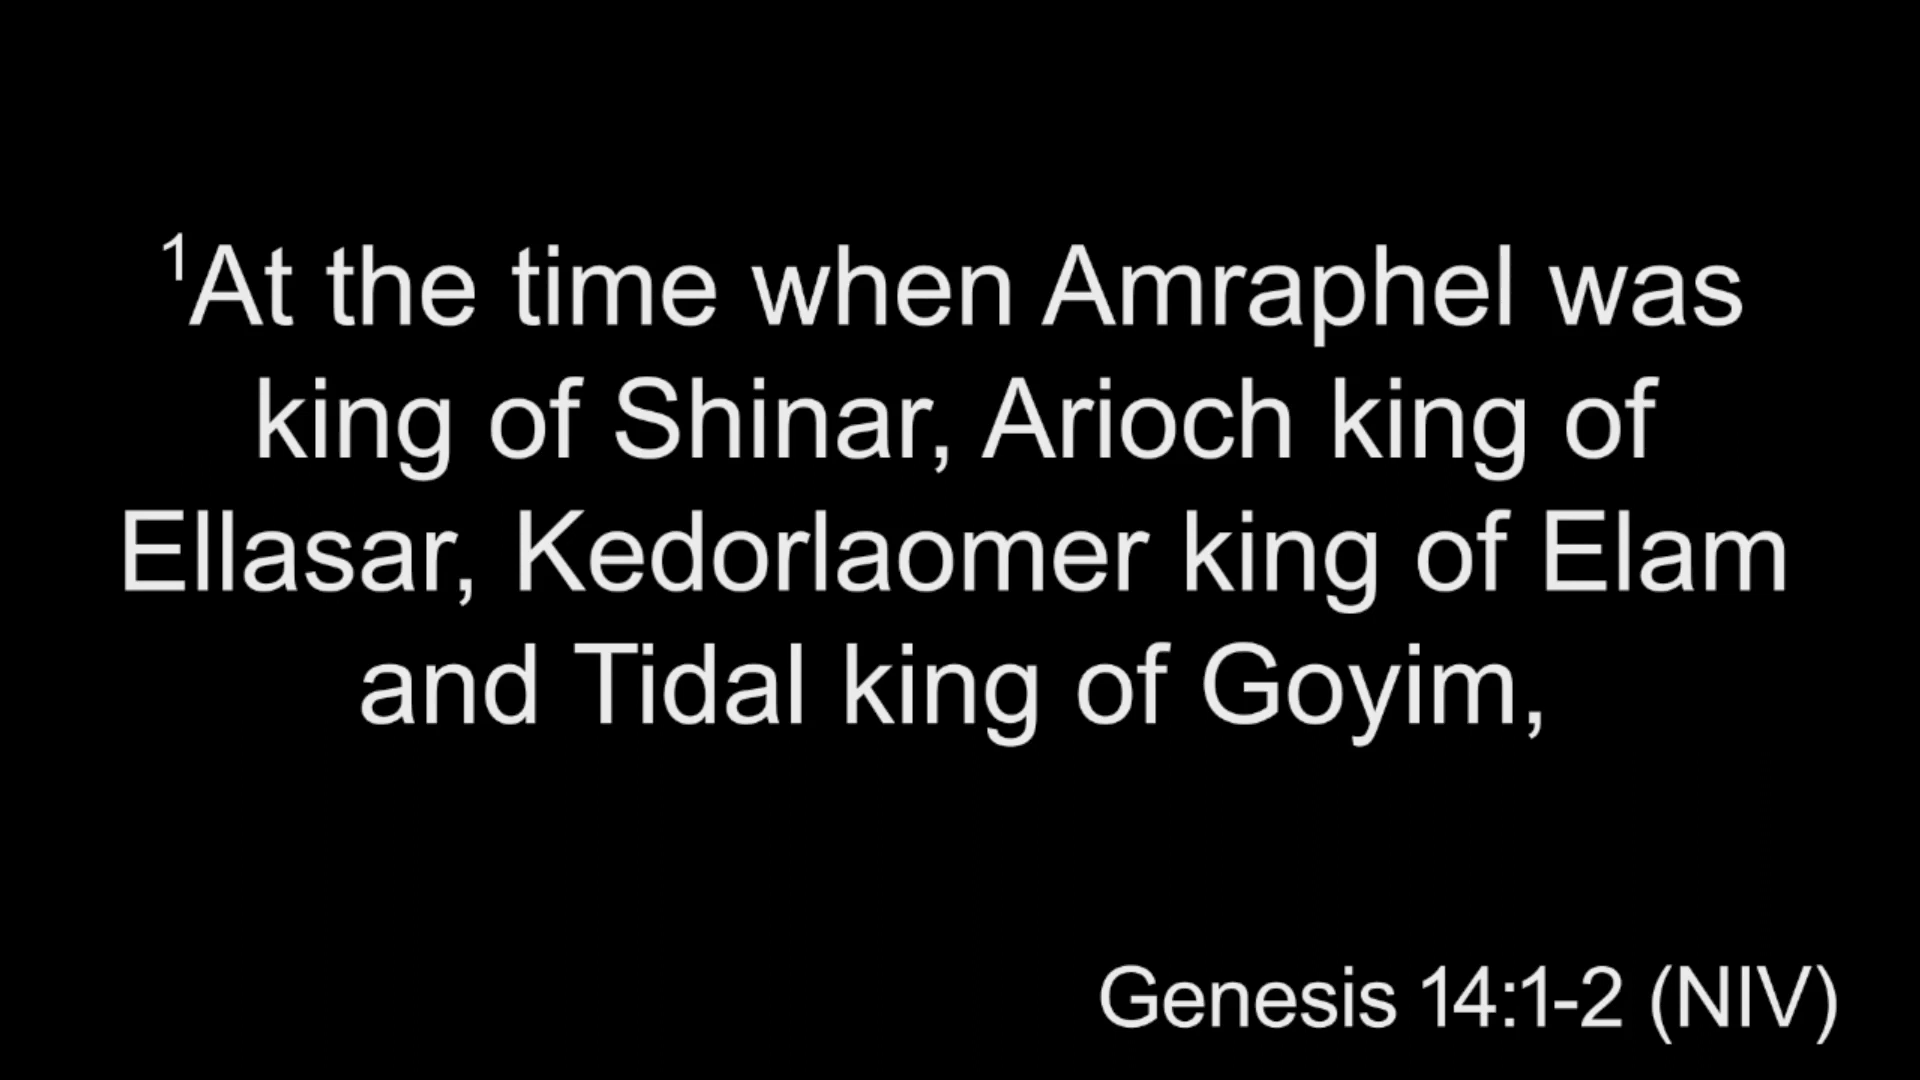 ¹At the time when Amraphel was
king of Shinar, Arioch king of
Ellasar, Kedorlaomer king of Elam
and Tidal king of Goyim,
Genesis 14:1-2 (NIV)